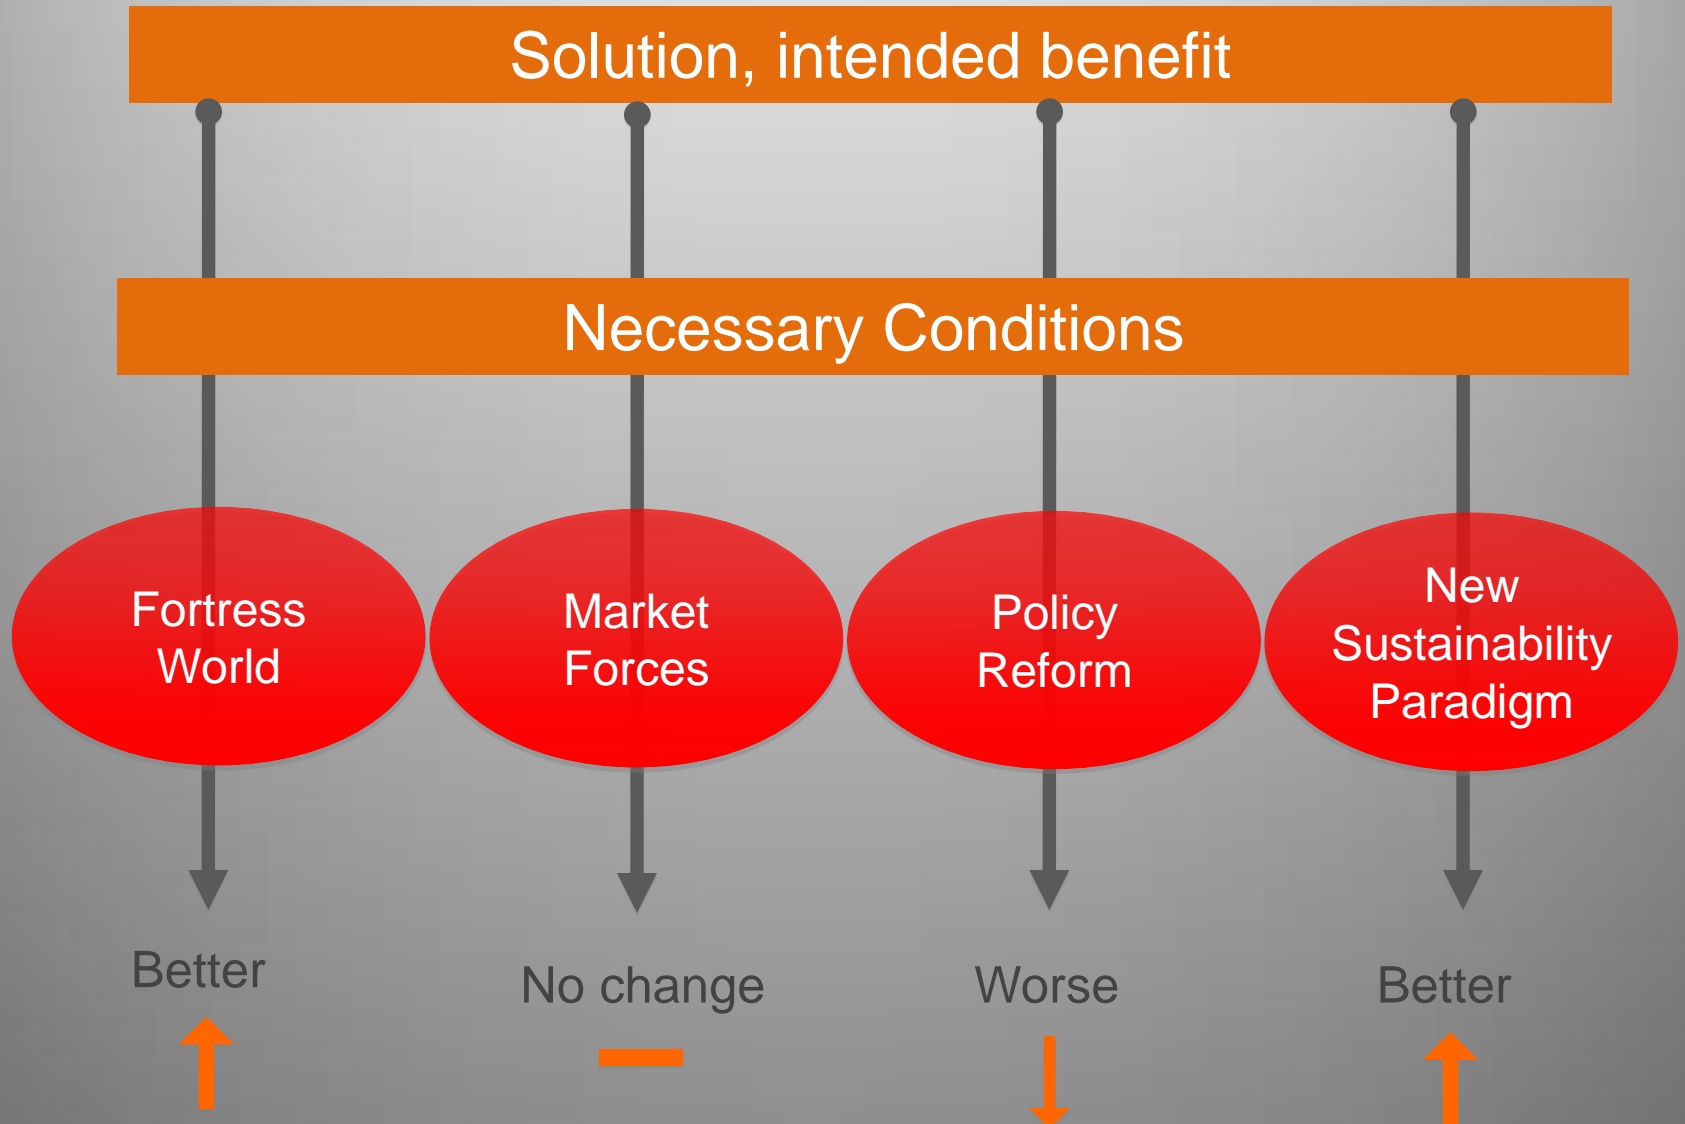 Solution, intended benefit
Necessary Conditions
Fortress
World
Market
Forces
Policy
Reform
New
Sustainability
Paradigm
Better
No change
Worse
Better